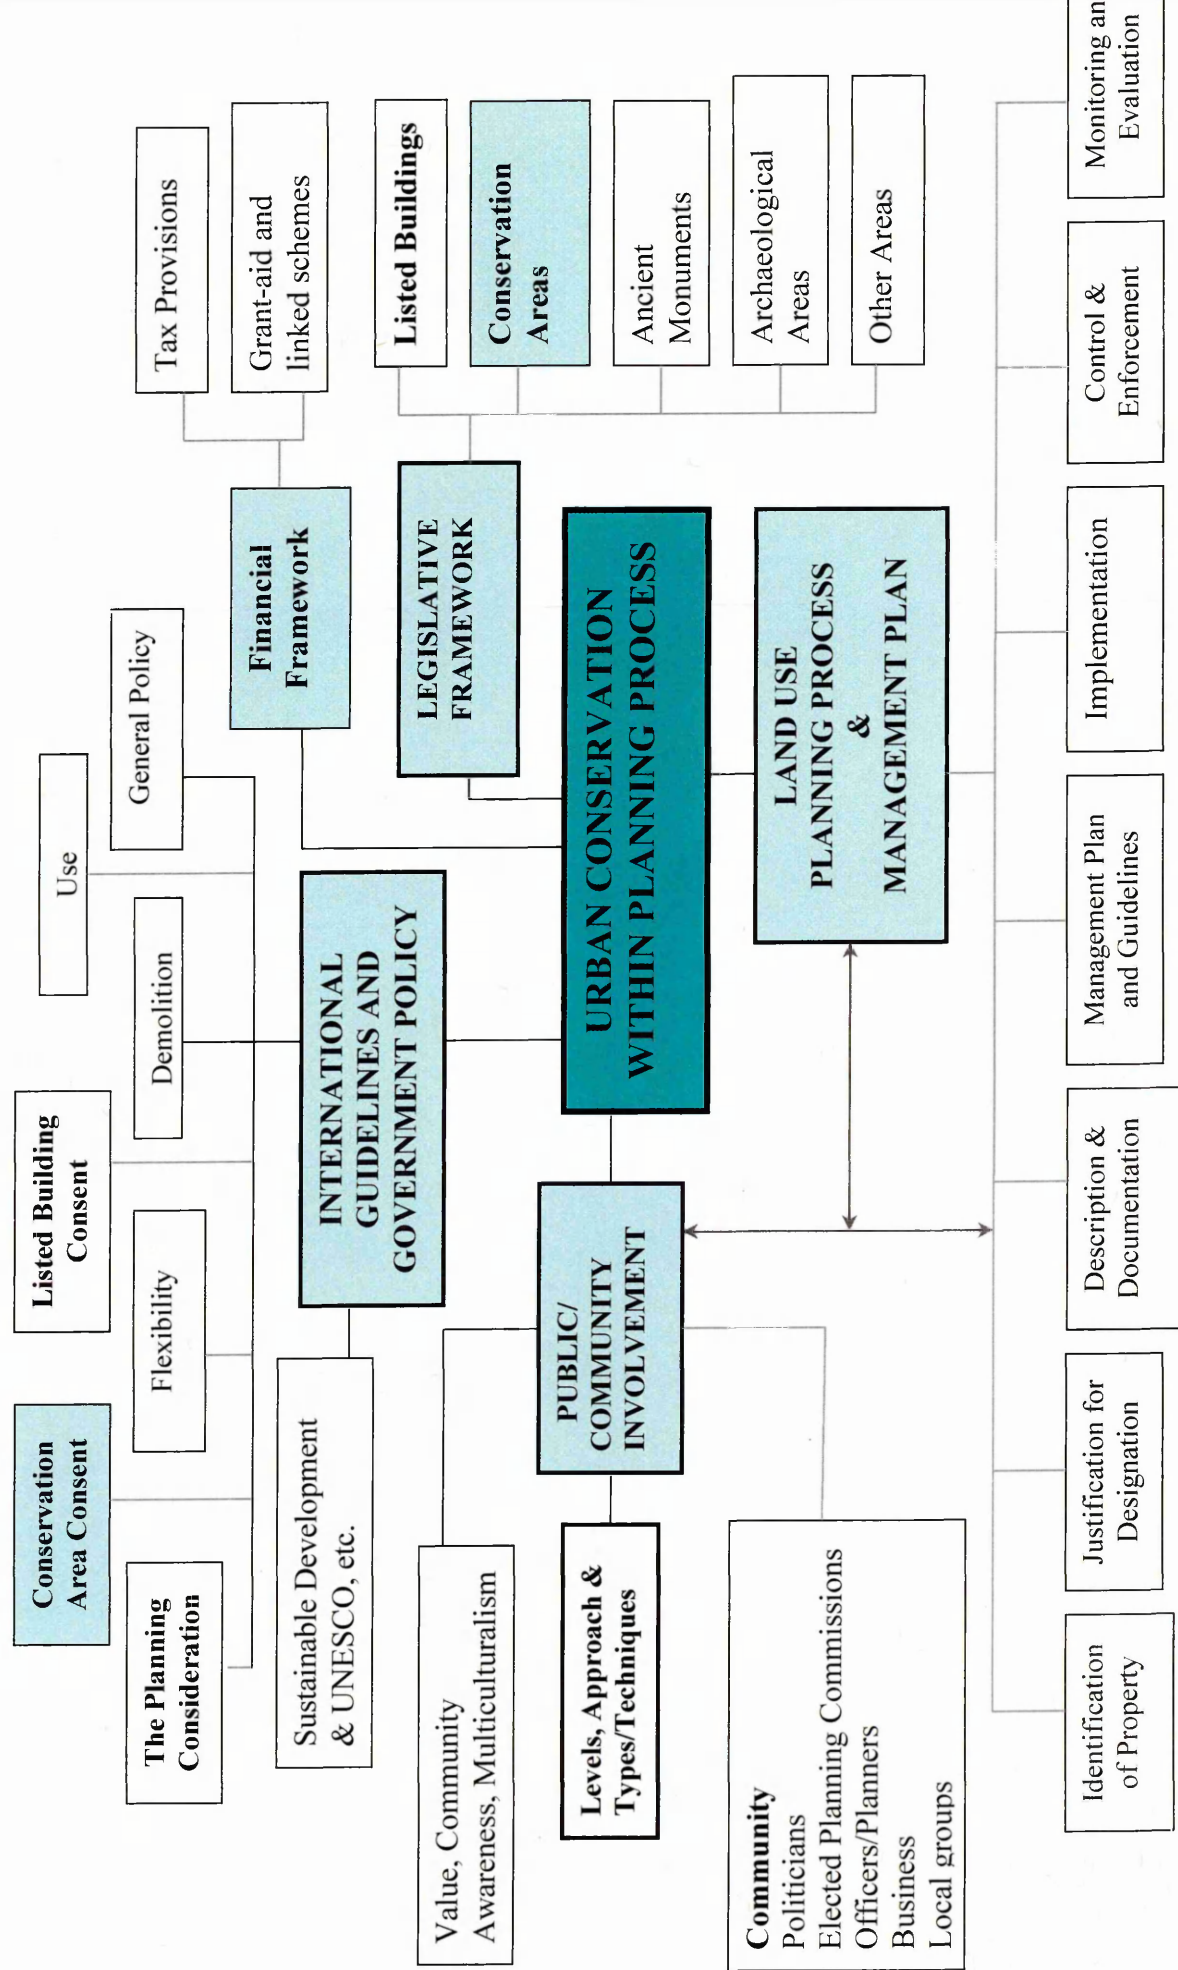 Conservation
Area Consent
Listed Building
Consent
Use
The Planning
Consideration
Flexibility
Demolition
General Policy
Tax Provisions
Grant-aid and
linked schemes
Sustainable Development
& UNESCO, etc.
INTERNATIONAL
GUIDELINES AND
GOVERNMENT POLICY
Financial
Framework
Listed Buildings
LEGISLATIVE
FRAMEWORK
Conservation
Areas
Value, Community
Awareness, Multiculturalism
PUBLIC/
COMMUNITY
INVOLVEMENT
URBAN CONSERVATION
WITHIN PLANNING PROCESS
Ancient
Monuments
Levels, Approach &
Types/Techniques
Archaeological
Areas
Other Areas
Community
Politicians
Elected Planning Commissions
Officers/Planners
Business
Local groups
LAND USE
PLANNING PROCESS
&
MANAGEMENT PLAN
Identification
of Property
Justification for
Designation
Description &
Documentation
Management Plan
and Guidelines
Implementation
Control &
Enforcement
Monitoring an
Evaluation